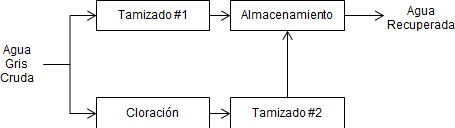 Tamizado #1
Almacenamiento
Agua
Recuperada
Agua
Gris
Cruda
Cloración
Tamizado #2